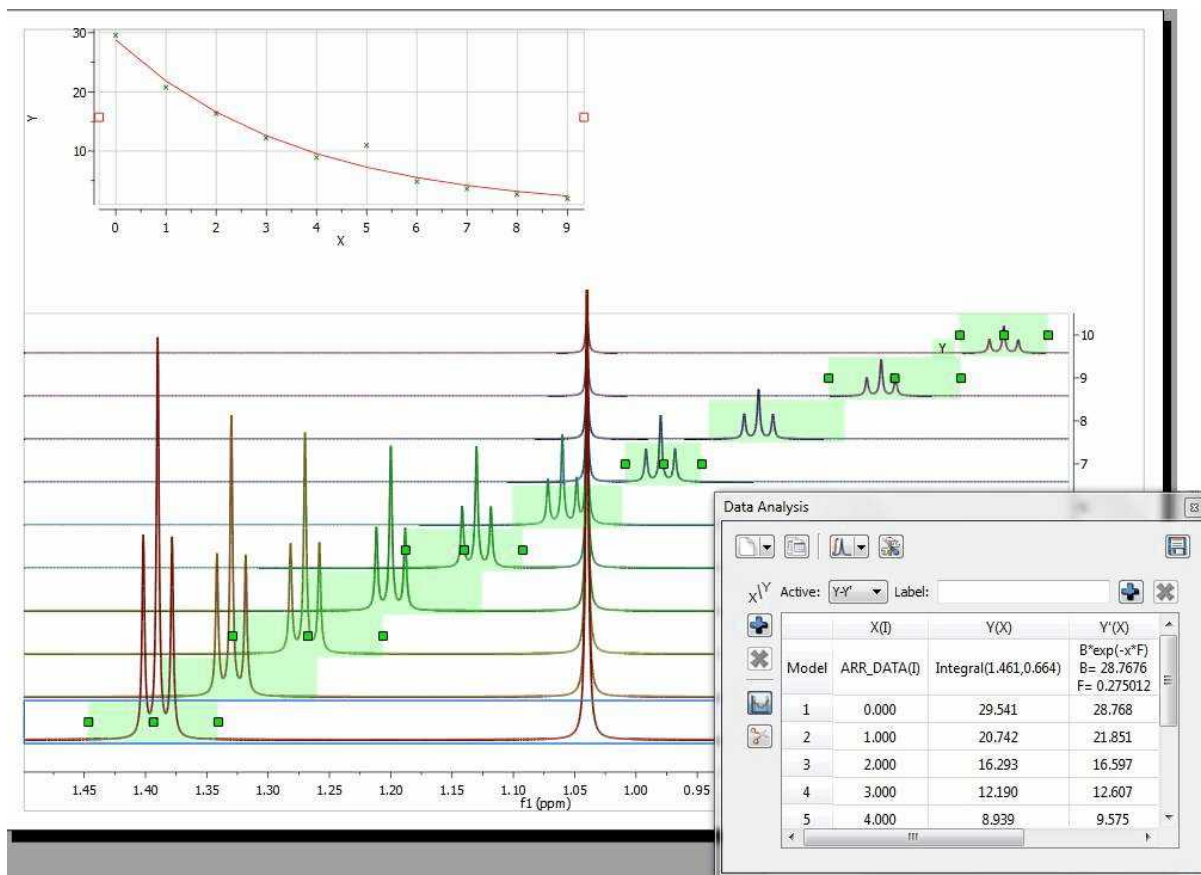 30
20
10
Y
0 1 2 3 4 5 6 7 8 9
X
10
9
8
7
Y
1.45 1.40 1.35 1.30 1.25 1.20 1.15 1.10 1.05 1.00 0.95
f1 (ppm)
Data Analysis
X\Y Active: Y-Y' Label:
X(I) Y(X) Y'(X)
Model ARR_DATA(I) Integral(1.461,0.664) B*exp(-x*F)
B= 28.7676
F= 0.275012
1 0.000 29.541 28.768
2 1.000 20.742 21.851
3 2.000 16.293 16.597
4 3.000 12.190 12.607
5 4.000 8.939 9.575